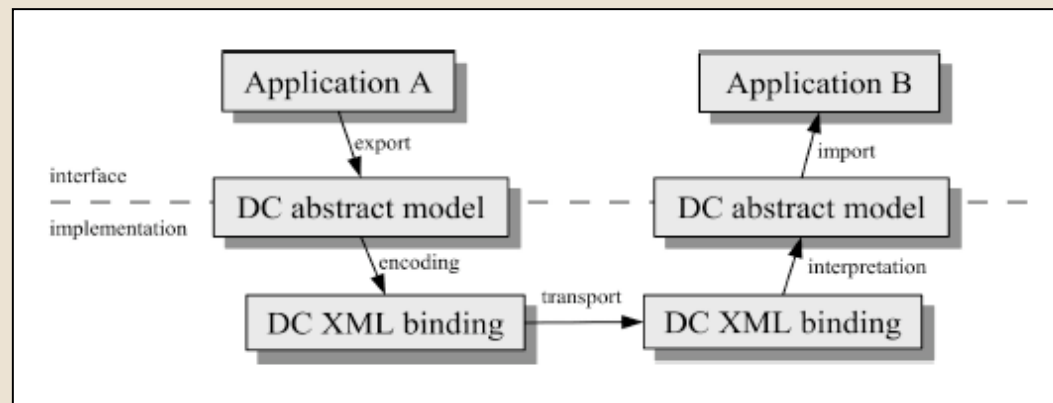 Application A
Application B
export
import
interface
DC abstract model
DC abstract model
implementation
encoding
interpretation
transport
DC XML binding
DC XML binding